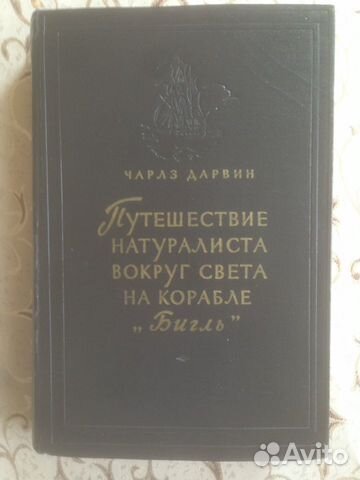 ЧАРЛЗ ДАРВИН
ПУТЕШЕСТВИЕ
НАТУРАЛИСТА
ВОКРУГ СВЕТА
НА КОРАБЛЕ
„Бигль"
Avito